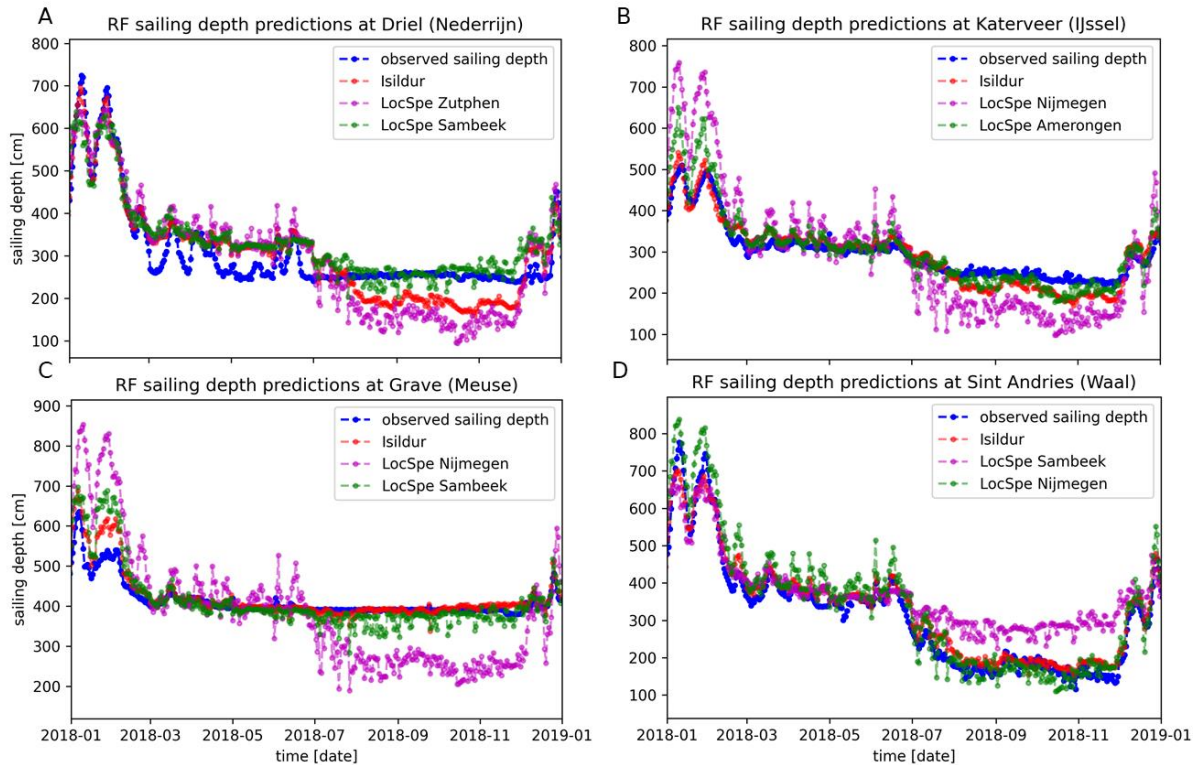 A
RF sailing depth predictions at Driel (Nederrijn)
800
700
600
500
400
300
200
100
sailing depth [cm]
observed sailing depth
Isildur
LocSpe Zutphen
LocSpe Sambeek
B
RF sailing depth predictions at Katerveer (IJssel)
800
700
600
500
400
300
200
100
observed sailing depth
Isildur
LocSpe Nijmegen
LocSpe Amerongen
C
RF sailing depth predictions at Grave (Meuse)
900
800
700
600
500
400
300
200
sailing depth [cm]
observed sailing depth
Isildur
LocSpe Nijmegen
LocSpe Sambeek
2018-01 2018-03 2018-05 2018-07 2018-09 2018-11 2019-01
time [date]
D
RF sailing depth predictions at Sint Andries (Waal)
800
700
600
500
400
300
200
100
observed sailing depth
Isildur
LocSpe Sambeek
LocSpe Nijmegen
2018-01 2018-03 2018-05 2018-07 2018-09 2018-11 2019-01
time [date]